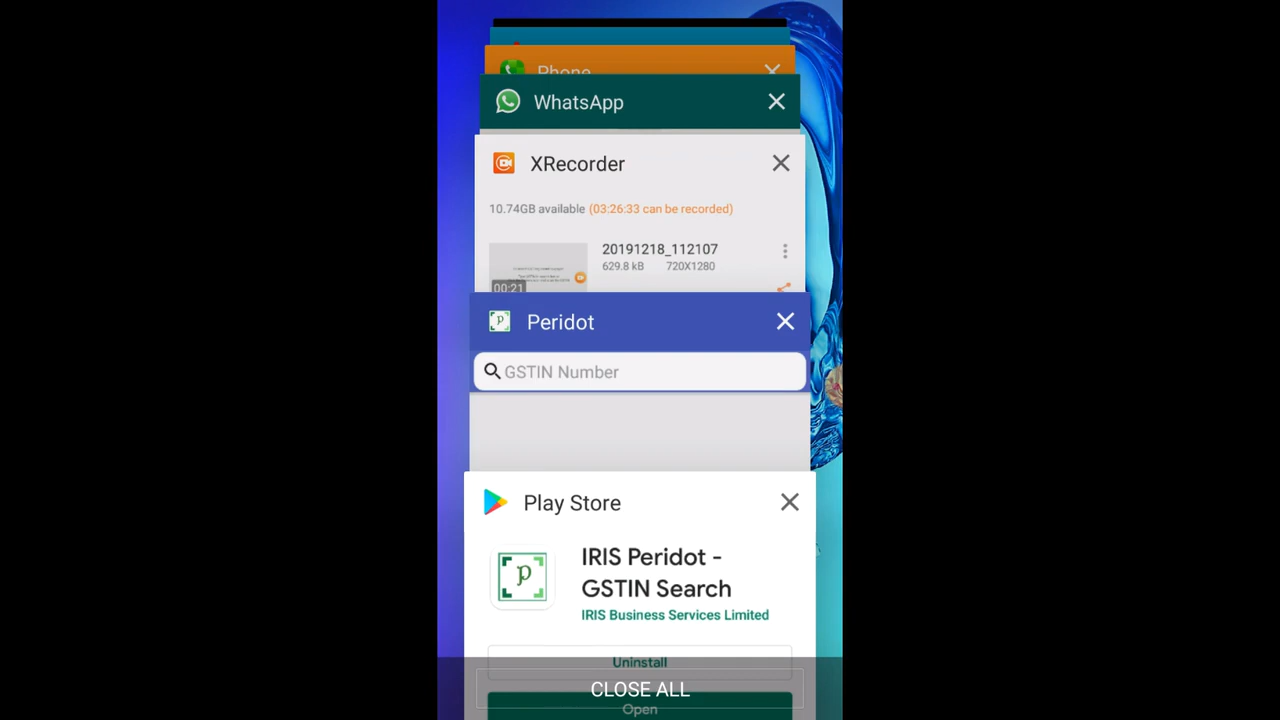 Phone
WhatsApp
XRecorder
10.74GB available (03:26:33 can be recorded)
20191218_112107
629.8 kB 720X1280
00:21
Peridot
GSTIN Number
Play Store
p
IRIS Peridot -
GSTIN Search
IRIS Business Services Limited
Uninstall
CLOSE ALL
Open